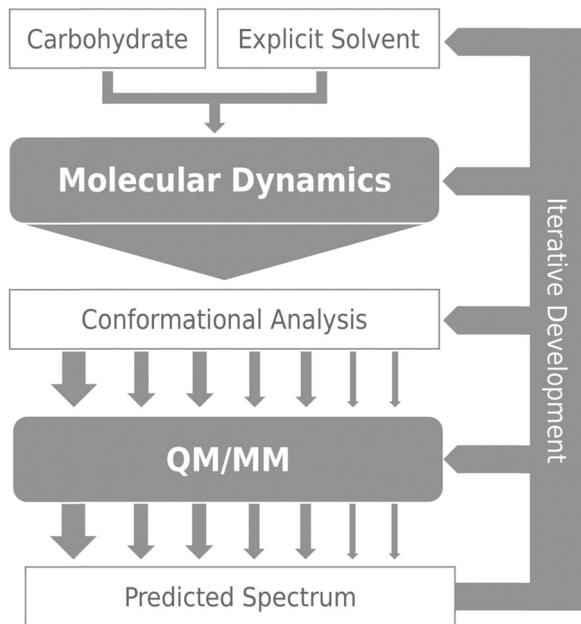 Carbohydrate
Explicit Solvent
Molecular Dynamics
Conformational Analysis
QM/MM
Predicted Spectrum
Iterative Development